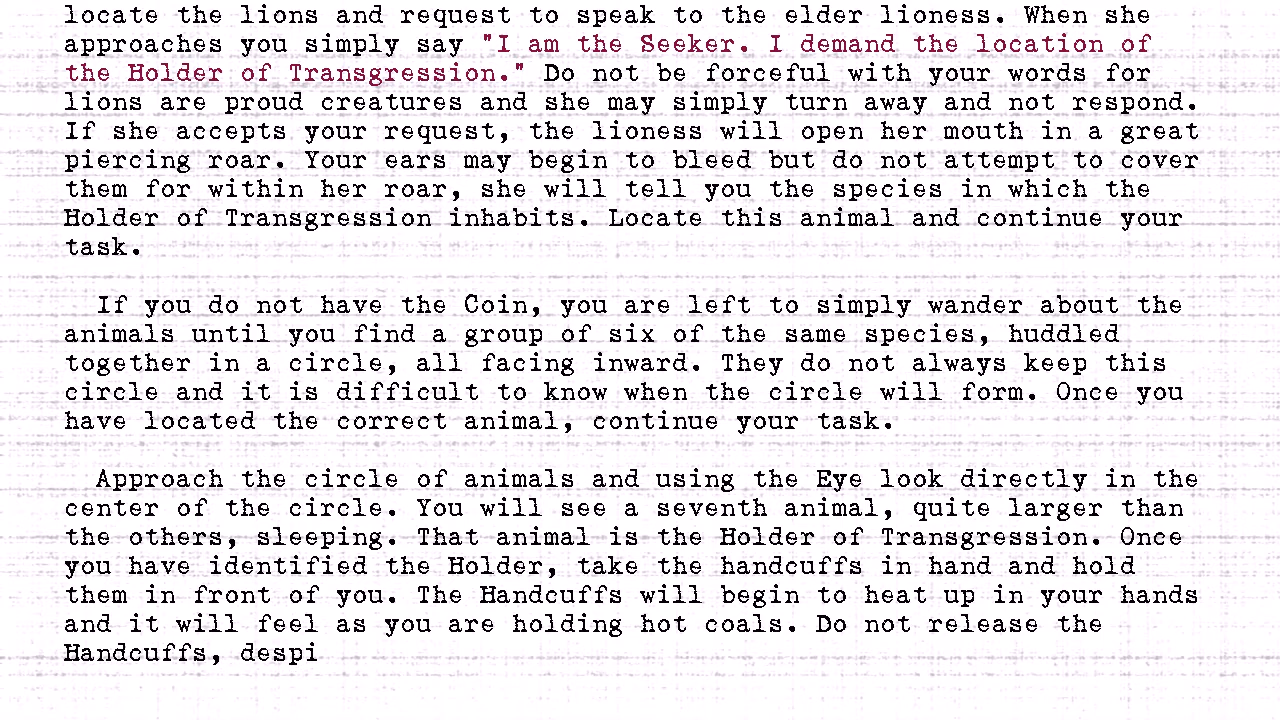 locate the lions and request to speak to the elder lioness. When she
approaches you simply say "I am the Seeker. I demand the location of
the Holder of Transgression." Do not be forceful with your words for
lions are proud creatures and she may simply turn away and not respond.
If she accepts your request, the lioness will open her mouth in a great
piercing roar. Your ears may begin to bleed but do not attempt to cover
them for within her roar, she will tell you the species in which the
Holder of Transgression inhabits. Locate this animal and continue your
task.
If you do not have the Coin, you are left to simply wander about the
animals until you find a group of six of the same species, huddled
together in a circle, all facing inward. They do not always keep this
circle and it is difficult to know when the circle will form. Once you
have located the correct animal, continue your task.
Approach the circle of animals and using the Eye look directly in the
center of the circle. You will see a seventh animal, quite larger than
the others, sleeping. That animal is the Holder of Transgression. Once
you have identified the Holder, take the handcuffs in hand and hold
them in front of you. The Handcuffs will begin to heat up in your hands
and it will feel as you are holding hot coals. Do not release the
Handcuffs, despi